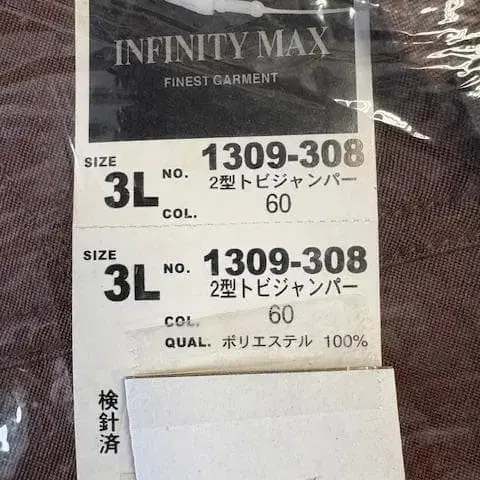 INFINITY MAX
FINEST GARMENT
SIZE 3L NO. 1309-308
2型トビジャンパー
COL. 60
SIZE 3L NO. 1309-308
2型トビジャンパー
COL. 60
QUAL. ポリエステル 100%
検針済